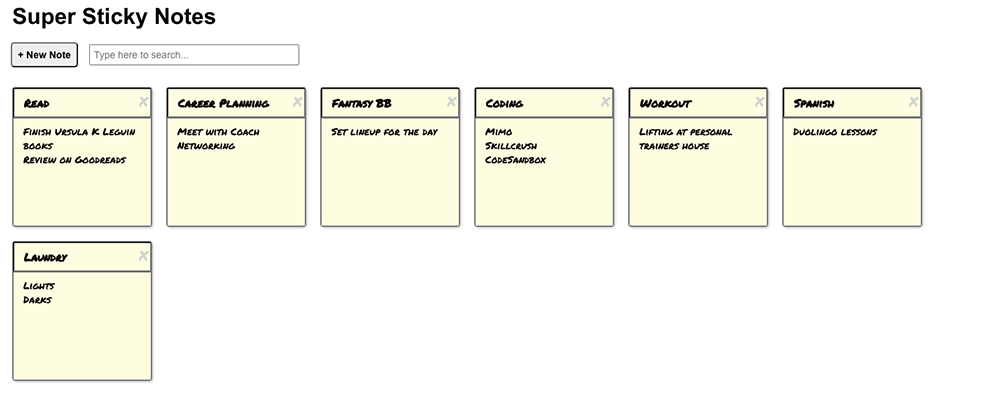 Super Sticky Notes
+ New Note
Type here to search...
Read
Finish Ursula K Leguin
books
Review on Goodreads
Career Planning
Meet with Coach
Networking
Fantasy BB
Set lineup for the day
Coding
Mimo
Skillcrush
CodeSandbox
Workout
Lifting at personal
trainers house
Spanish
Duolingo lessons
Laundry
Lights
Darks